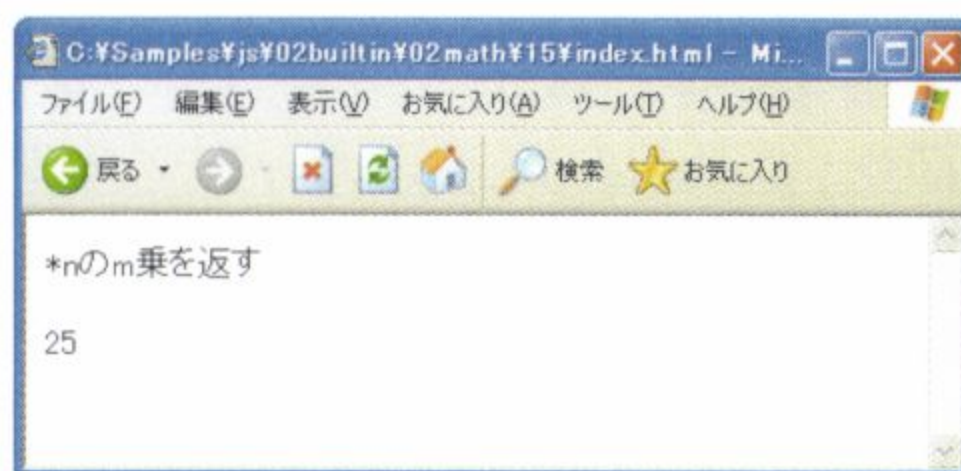 C:¥Samples¥js¥02builtin¥02math¥15¥index.html - Mi...
ファイル(F) 編集(E) 表示(V) お気に入り(A) ツール(T) ヘルプ(H)
戻る 検索 お気に入り
*nのm乗を返す
25